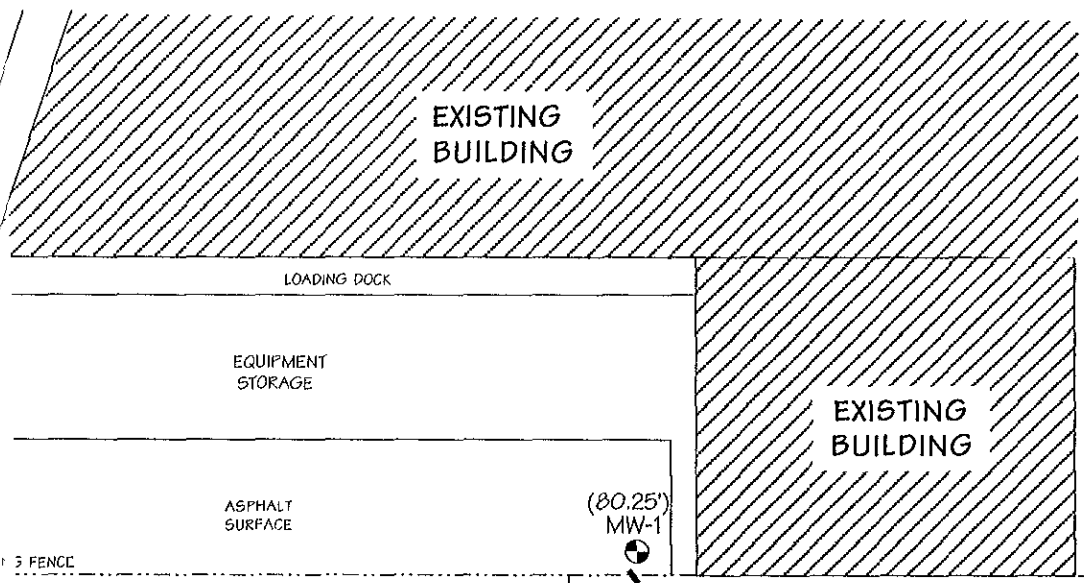 EXISTING
BUILDING
LOADING DOCK
EQUIPMENT
STORAGE
EXISTING
BUILDING
ASPHALT
SURFACE
(80.25')
MW-1
FENCE